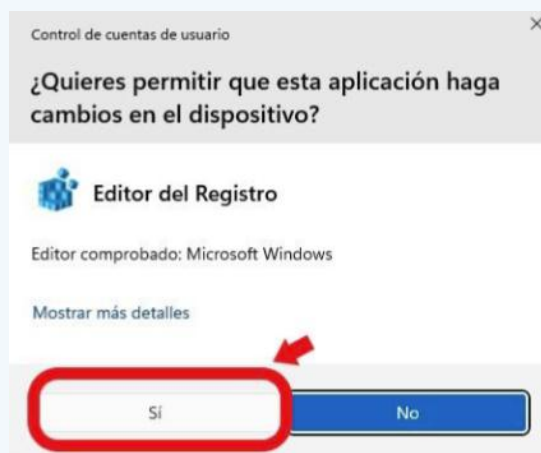 Control de cuentas de usuario
¿Quieres permitir que esta aplicación haga
cambios en el dispositivo?
Editor del Registro
Editor comprobado: Microsoft Windows
Mostrar más detalles
Sí
No